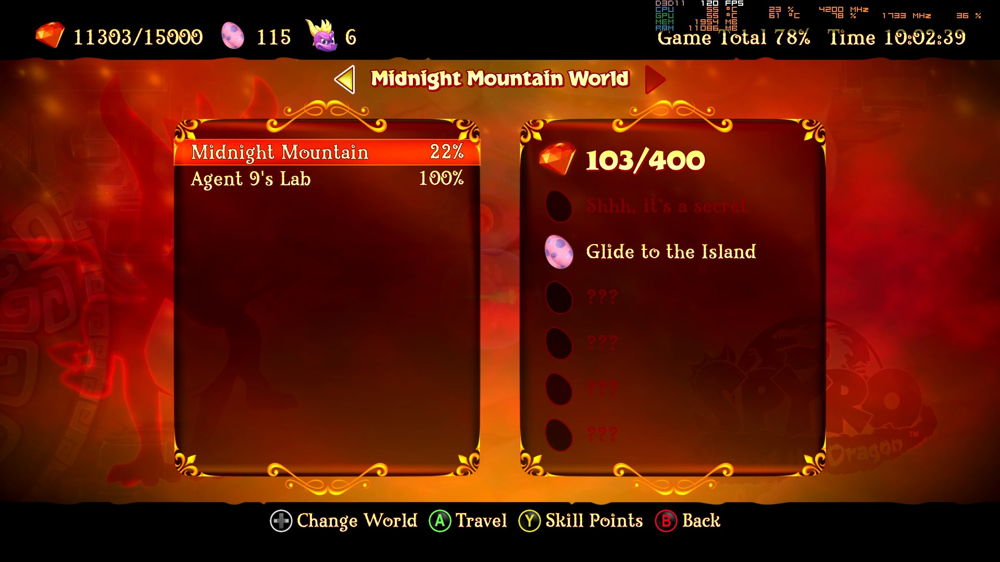 D3D11 120 FPS
CPU 55 °C 23 % 4200 MHz
GPU 55 °C 61 °C 78 % 1733 MHz 36 %
MEM 1954 MB
RAM 11086 MB
11303/15000 115 6 Game Total 78% Time 10:02:39
Midnight Mountain World
Midnight Mountain 22%
Agent 9's Lab 100%
103/400
Shhh, it's a secret
Glide to the Island
???
???
???
???
SPYRO
Dragon
TM
Change World A Travel Y Skill Points B Back